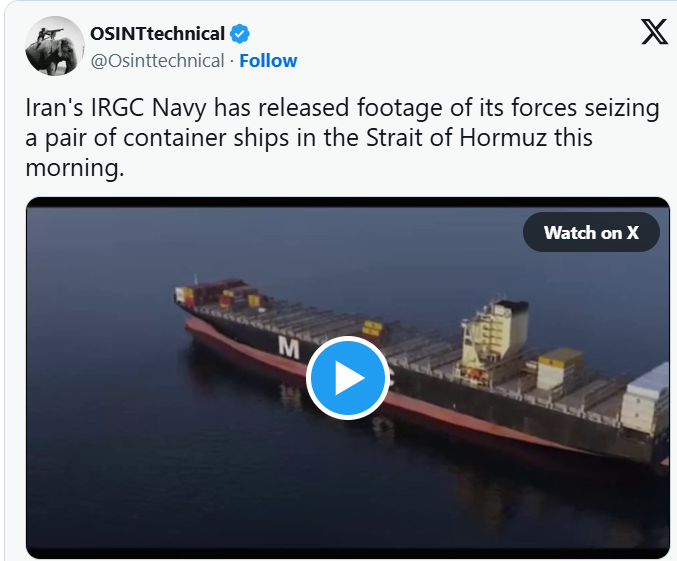 OSINTtechnical
@Osinttechnical · Follow
Iran's IRGC Navy has released footage of its forces seizing
a pair of container ships in the Strait of Hormuz this
morning.
Watch on X
M C